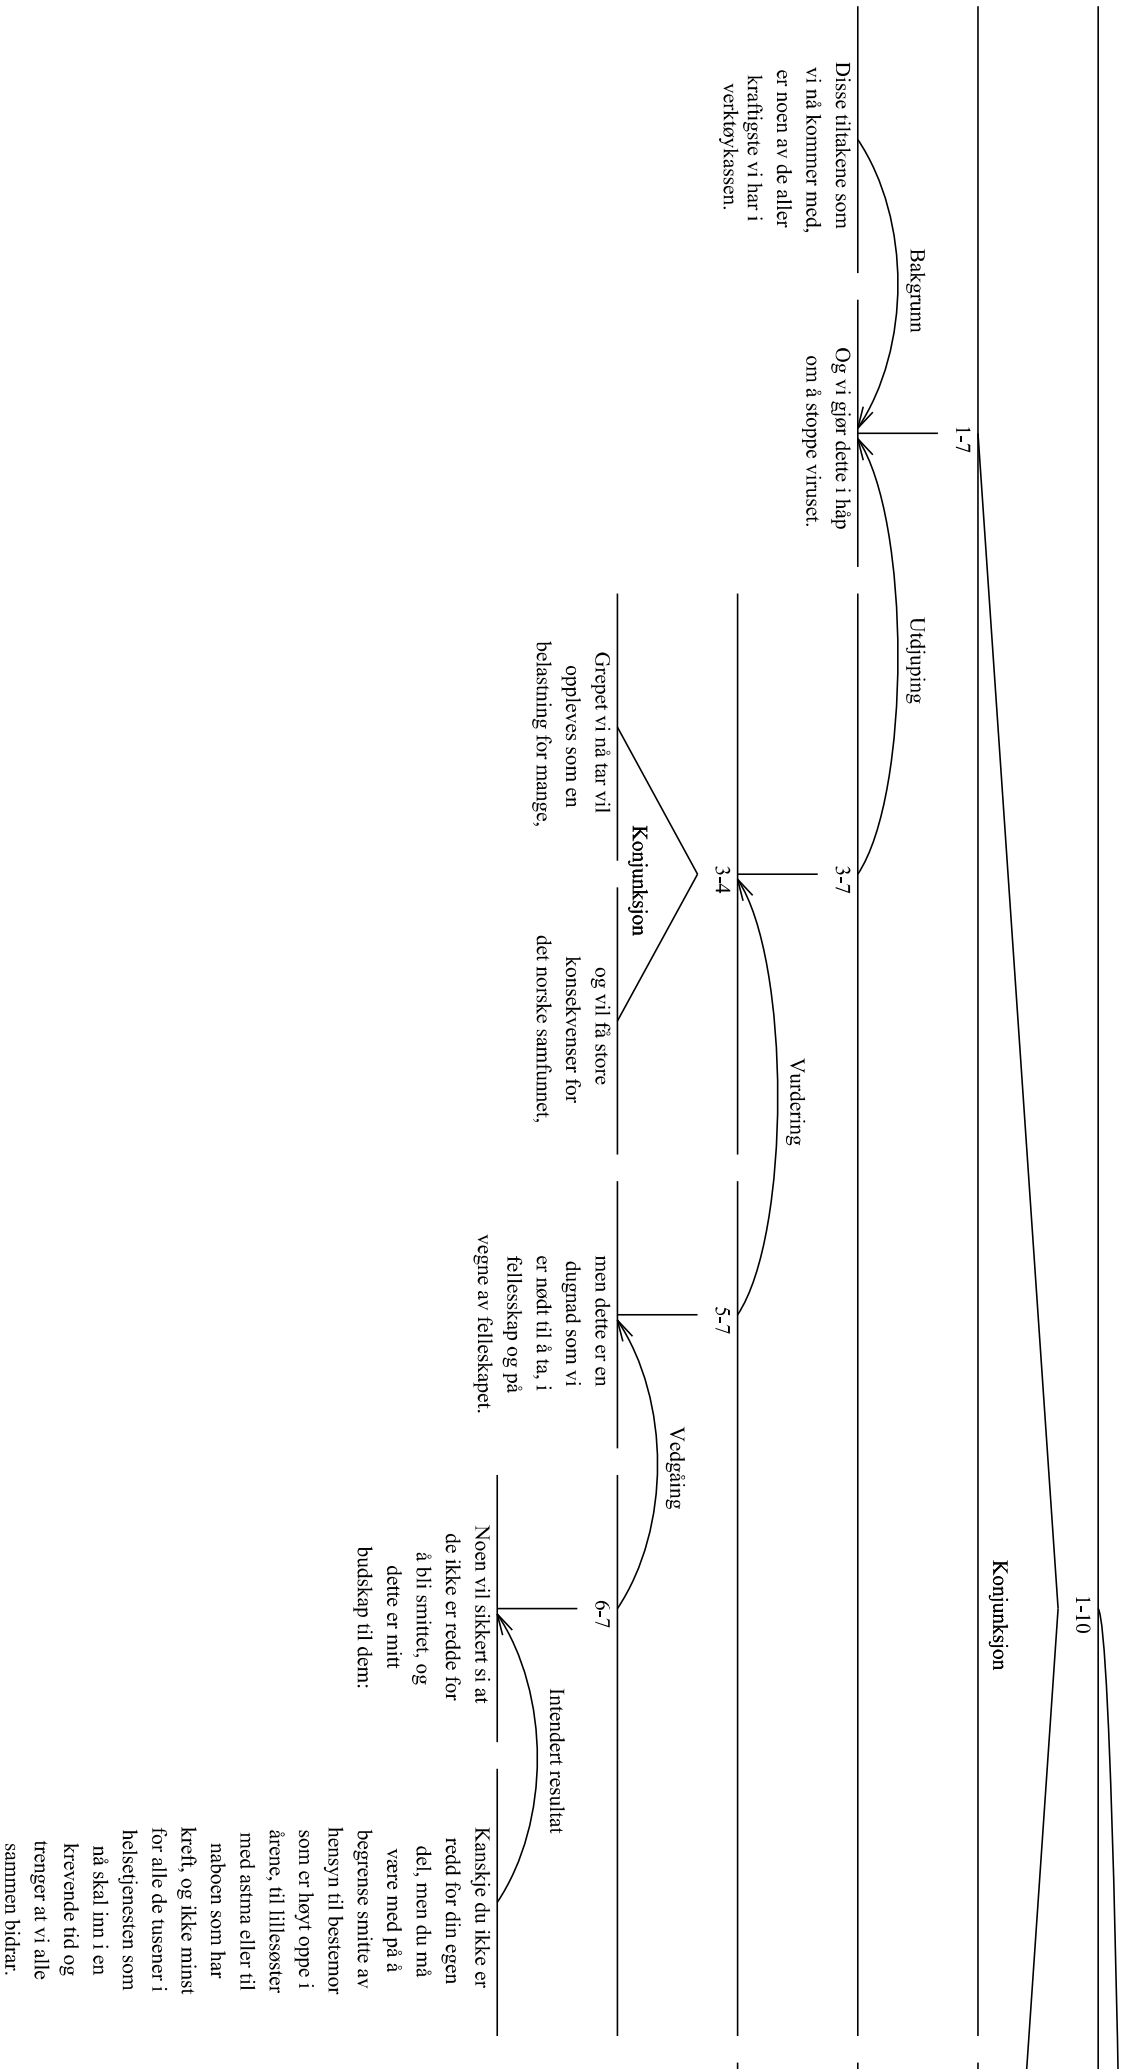 1-10
Konjunksjon
1-7
Bakgrunn
Utdjuping
Disse tiltakene som
vi nå kommer med,
er noen av de aller
kraftigste vi har i
verktøykassen.
Og vi gjør dette i håp
om å stoppe viruset.
3-7
Vurdering
3-4
Konjunksjon
Grepet vi nå tar vil
oppleves som en
belastning for mange,
og vil få store
konsekvenser for
det norske samfunnet,
5-7
Vedgåing
men dette er en
dugnad som vi
er nødt til å ta, i
fellesskap og på
vegne av felleskapet.
6-7
Intendert resultat
Noen vil sikkert si at
de ikke er redde for
å bli smittet, og
dette er mitt
budskap til dem:
Kanskje du ikke er
redd for din egen
del, men du må
være med på å
begrense smitte av
hensyn til bestemor
som er høyt oppe i
årene, til lillesøster
med astma eller til
naboen som har
kreft, og ikke minst
for alle de tusener i
helsetjenesten som
nå skal inn i en
krevende tid og
trenger at vi alle
sammen bidrar.